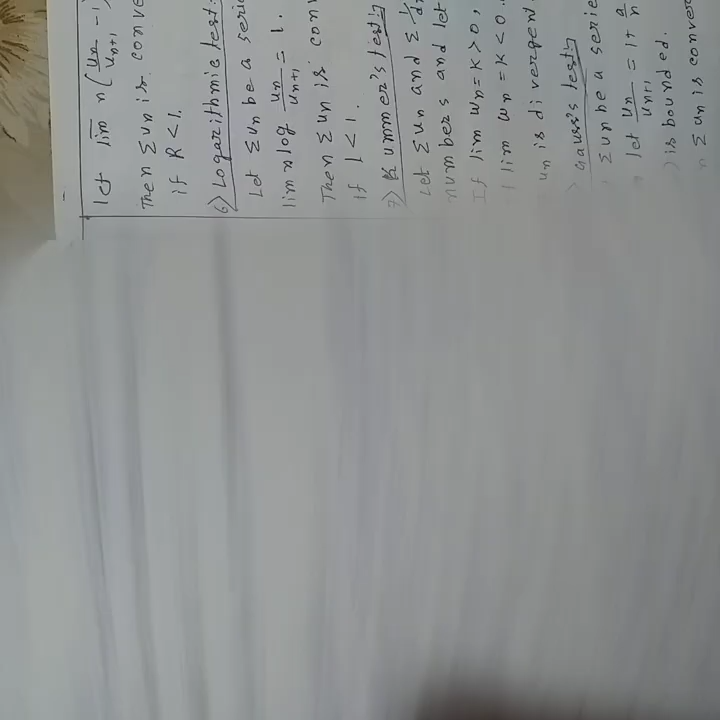 let lim n(un/un+1 -1)
Then Σun is conve
if R<1.
6) Logarithmic test:
Let Σun be a serie
lim n log un/un+1 = l.
Then Σun is conv
if l<1.
7) Kummer's test:
Let Σun and Σ1/dn
numbers and let
If lim wn=K>0,
lim wn=K<0.
un is divergent.
Gauss's test:
Σun be a serie
let un/un+1 = 1+ a/n
) is bounded.
n Σun is conver